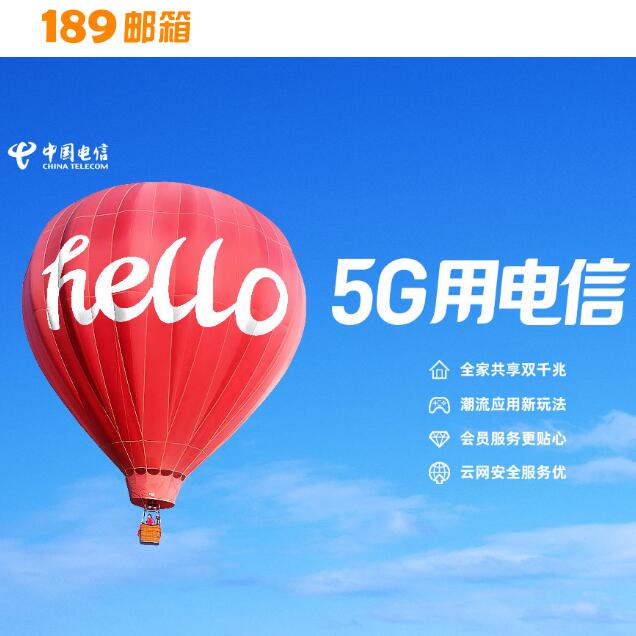 189邮箱
中国电信
CHINA TELECOM
hello
5G用电信
全家共享双千兆
潮流应用新玩法
会员服务更贴心
云网安全服务优